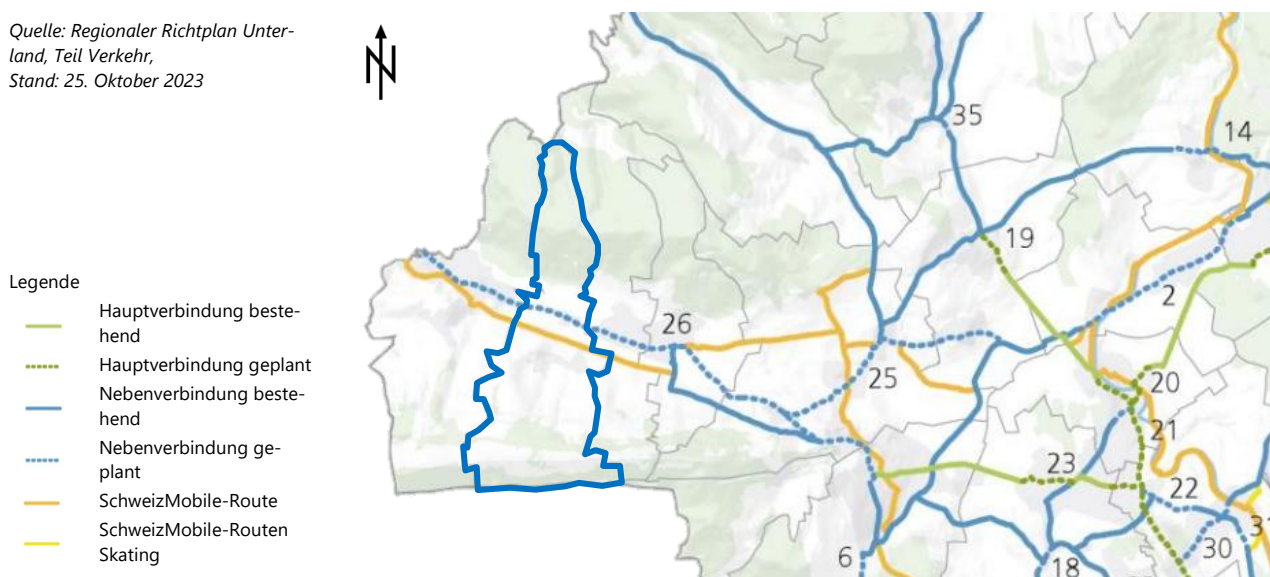 Quelle: Regionaler Richtplan Unter-
land, Teil Verkehr,
Stand: 25. Oktober 2023
N
Legende
Hauptverbindung beste-
hend
Hauptverbindung geplant
Nebenverbindung beste-
hend
Nebenverbindung ge-
plant
SchweizMobile-Route
SchweizMobile-Routen
Skating
35
14
19
2
26
25
20
21
23
22
31
30
6
18